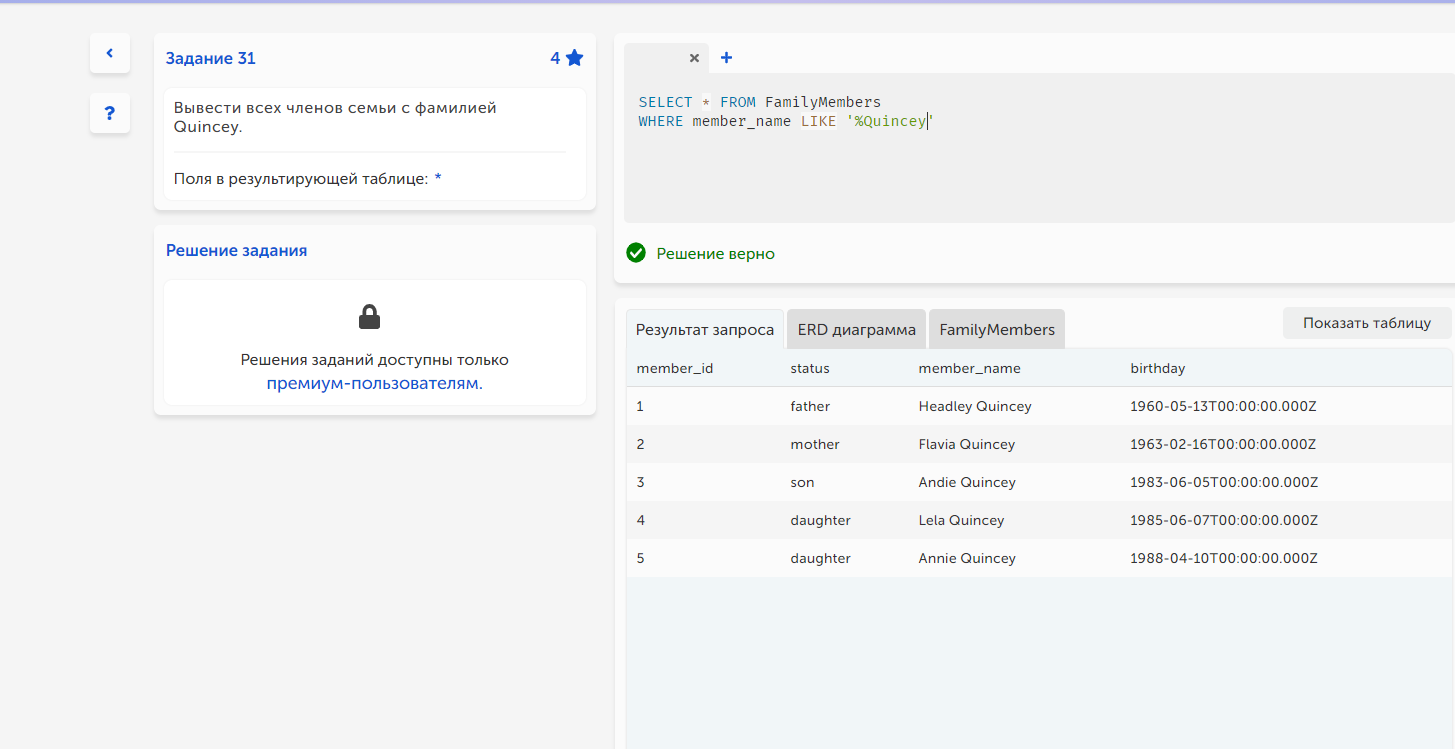 Задание 31
4
Вывести всех членов семьи с фамилией
Quincey.
Поля в результирующей таблице: *
?
Решение задания
Решения заданий доступны только
премиум-пользователям.
SELECT * FROM FamilyMembers
WHERE member_name LIKE '%Quincey'
Решение верно
Результат запроса ERD диаграмма FamilyMembers Показать таблицу
member_id status member_name birthday
1 father Headley Quincey 1960-05-13T00:00:00.000Z
2 mother Flavia Quincey 1963-02-16T00:00:00.000Z
3 son Andie Quincey 1983-06-05T00:00:00.000Z
4 daughter Lela Quincey 1985-06-07T00:00:00.000Z
5 daughter Annie Quincey 1988-04-10T00:00:00.000Z